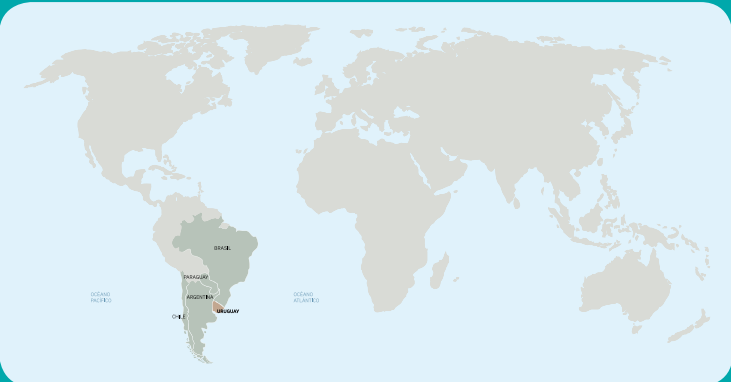 BRASIL
PARAGUAY
OCÉANO
PACÍFICO
ARGENTINA
OCÉANO
ATLÁNTICO
CHILE
URUGUAY